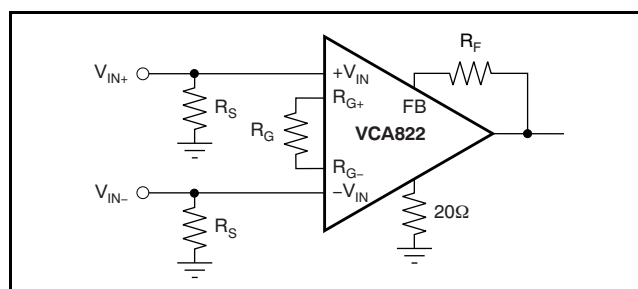 R_F
V_IN+
+V_IN
R_G+
FB
R_S
R_G
VCA822
R_G−
V_IN−
−V_IN
20Ω
R_S